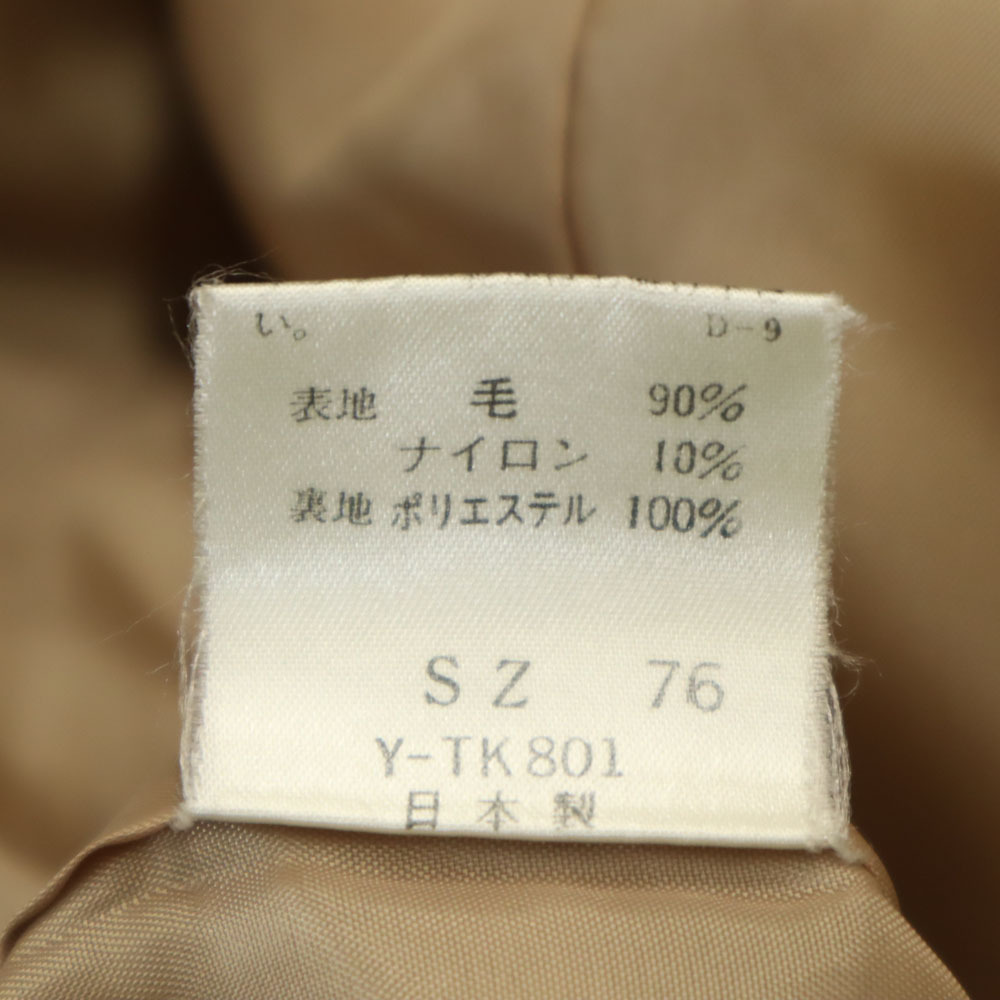 い。 D-9
表地 毛 90%
ナイロン 10%
裏地 ポリエステル 100%
SZ 76
Y-TK801
日本製